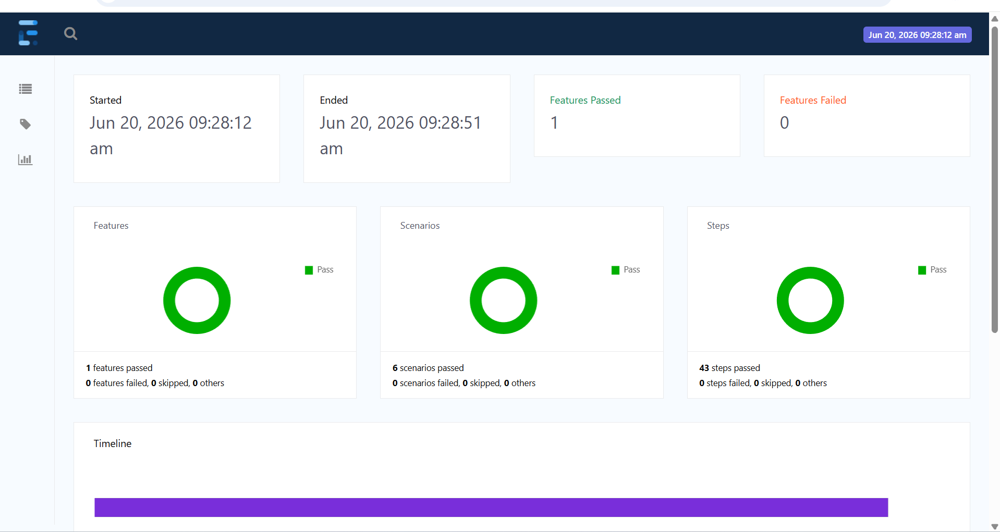 Jun 20, 2026 09:28:12 am
Started
Jun 20, 2026 09:28:12
am
Ended
Jun 20, 2026 09:28:51
am
Features Passed
1
Features Failed
0
Features
Pass
1 features passed
0 features failed, 0 skipped, 0 others
Scenarios
Pass
6 scenarios passed
0 scenarios failed, 0 skipped, 0 others
Steps
Pass
43 steps passed
0 steps failed, 0 skipped, 0 others
Timeline